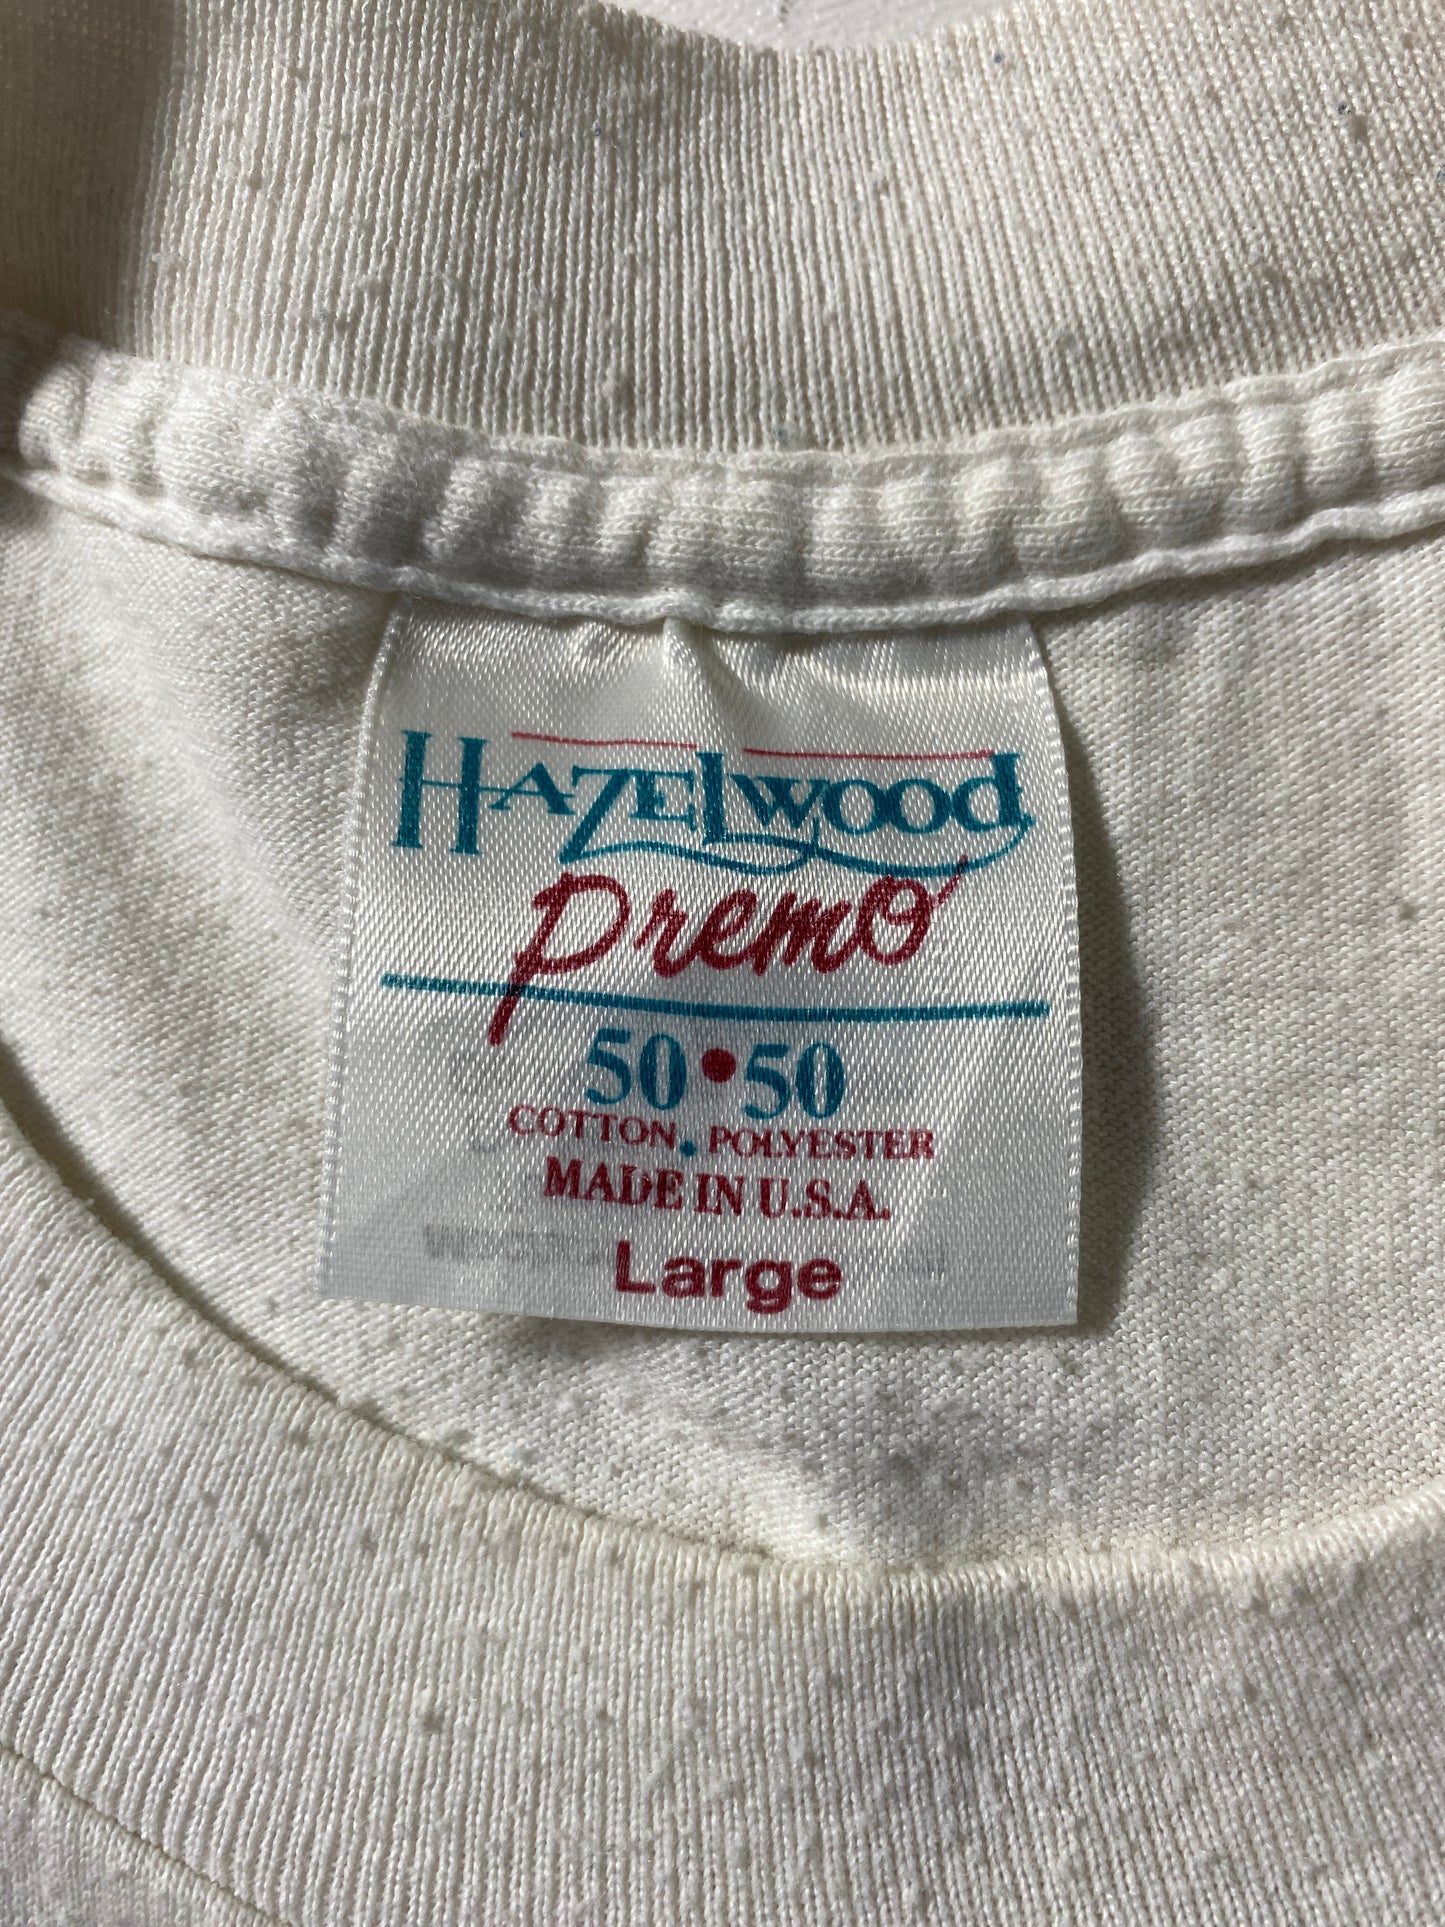 HAZELWOOD
Premo'
50•50
COTTON. POLYESTER
MADE IN U.S.A.
Large